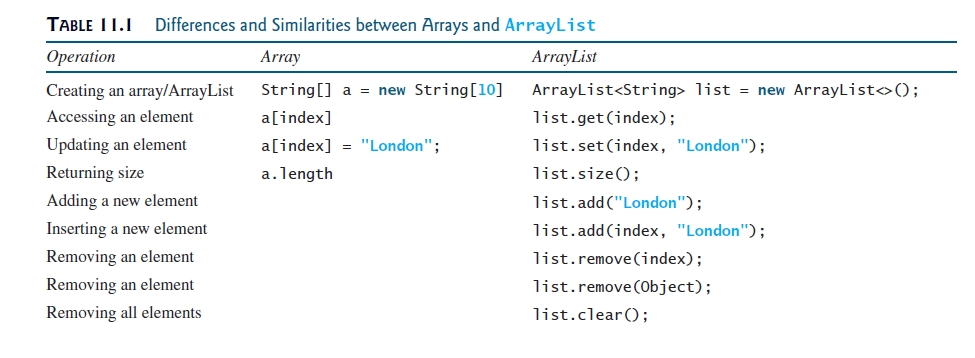 TABLE 11.1 Differences and Similarities between Arrays and ArrayList
Operation Array ArrayList
Creating an array/ArrayList String[] a = new String[10] ArrayList<String> list = new ArrayList<>();
Accessing an element a[index] list.get(index);
Updating an element a[index] = "London"; list.set(index, "London");
Returning size a.length list.size();
Adding a new element list.add("London");
Inserting a new element list.add(index, "London");
Removing an element list.remove(index);
Removing an element list.remove(Object);
Removing all elements list.clear();